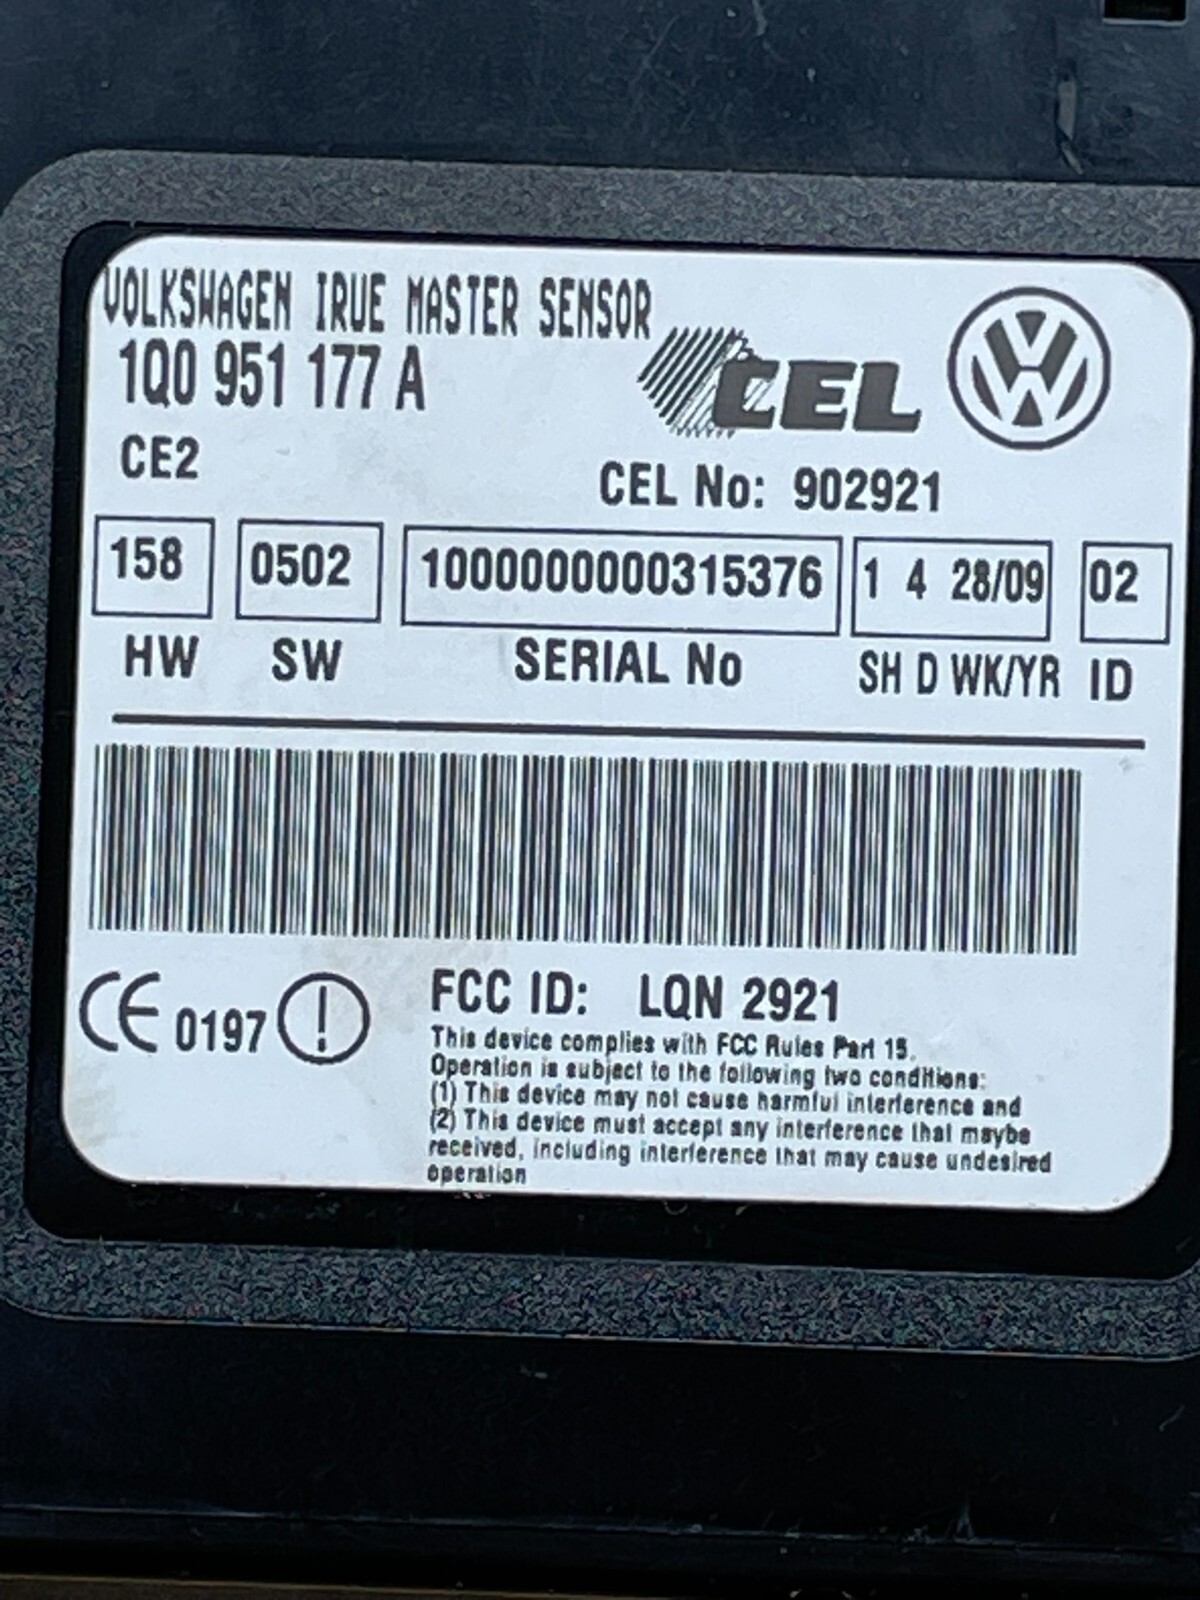 VOLKSWAGEN IRUE MASTER SENSOR
1Q0 951 177 A
CEL
CE2
CEL No: 902921
158 0502 1000000000315376 1 4 28/09 02
HW SW SERIAL No SH D WK/YR ID
CE 0197 !
FCC ID: LQN 2921
This device complies with FCC Rules Part 15.
Operation is subject to the following two conditions:
(1) This device may not cause harmful interference and
(2) This device must accept any interference that maybe
received, including interference that may cause undesired
operation